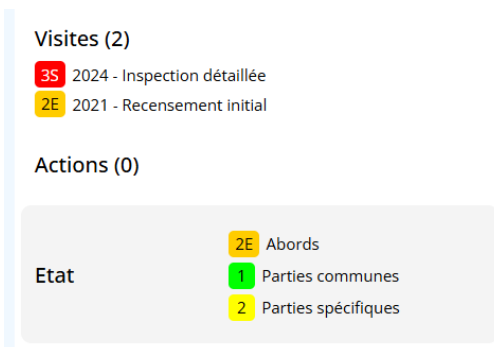 Visites (2)
3S 2024 - Inspection détaillée
2E 2021 - Recensement initial
Actions (0)
2E Abords
Etat
1 Parties communes
2 Parties spécifiques